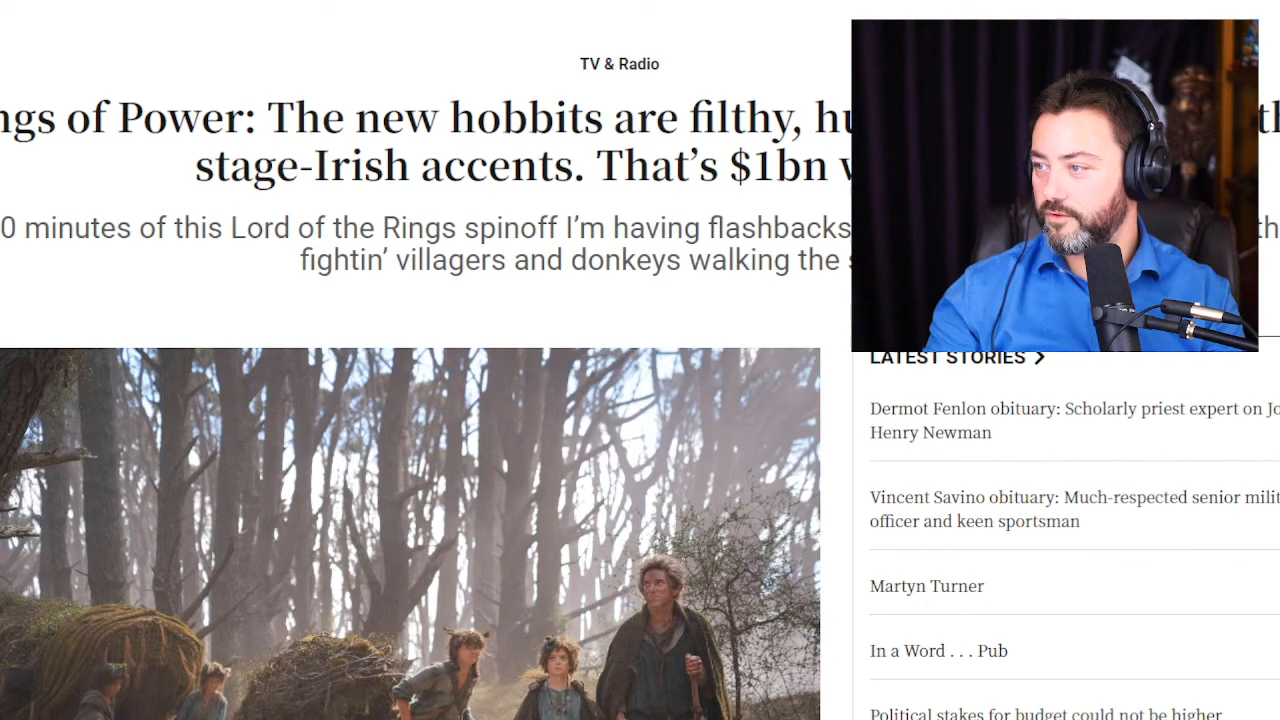 TV & Radio
ngs of Power: The new hobbits are filthy, hu
stage-Irish accents. That’s $1bn
0 minutes of this Lord of the Rings spinoff I’m having flashbacks
fightin’ villagers and donkeys walking the
LATEST STORIES
Dermot Fenlon obituary: Scholarly priest expert on Jo
Henry Newman
Vincent Savino obituary: Much-respected senior milit
officer and keen sportsman
Martyn Turner
In a Word . . . Pub
Political stakes for budget could not be higher